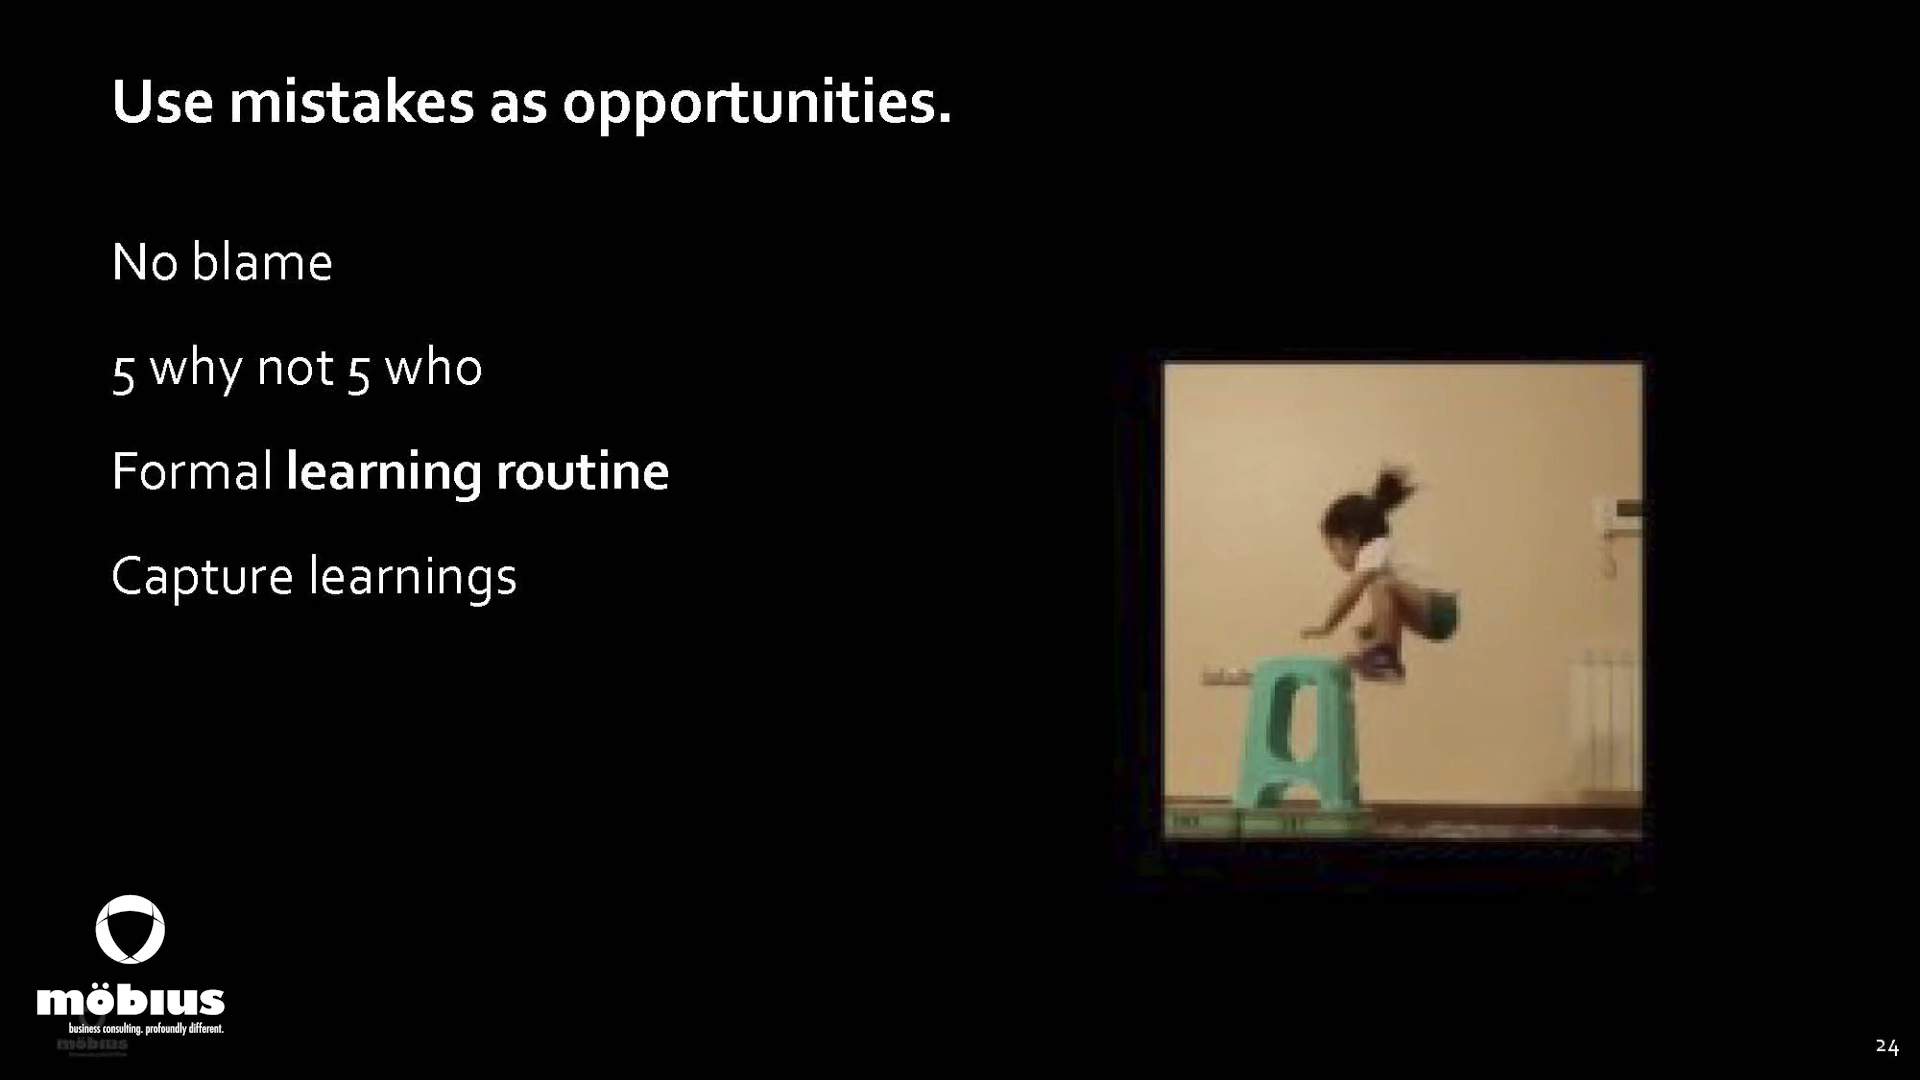 Use mistakes as opportunities.
No blame
5 why not 5 who
Formal learning routine
Capture learnings
möbius
business consulting. profoundly different.
möbius
24